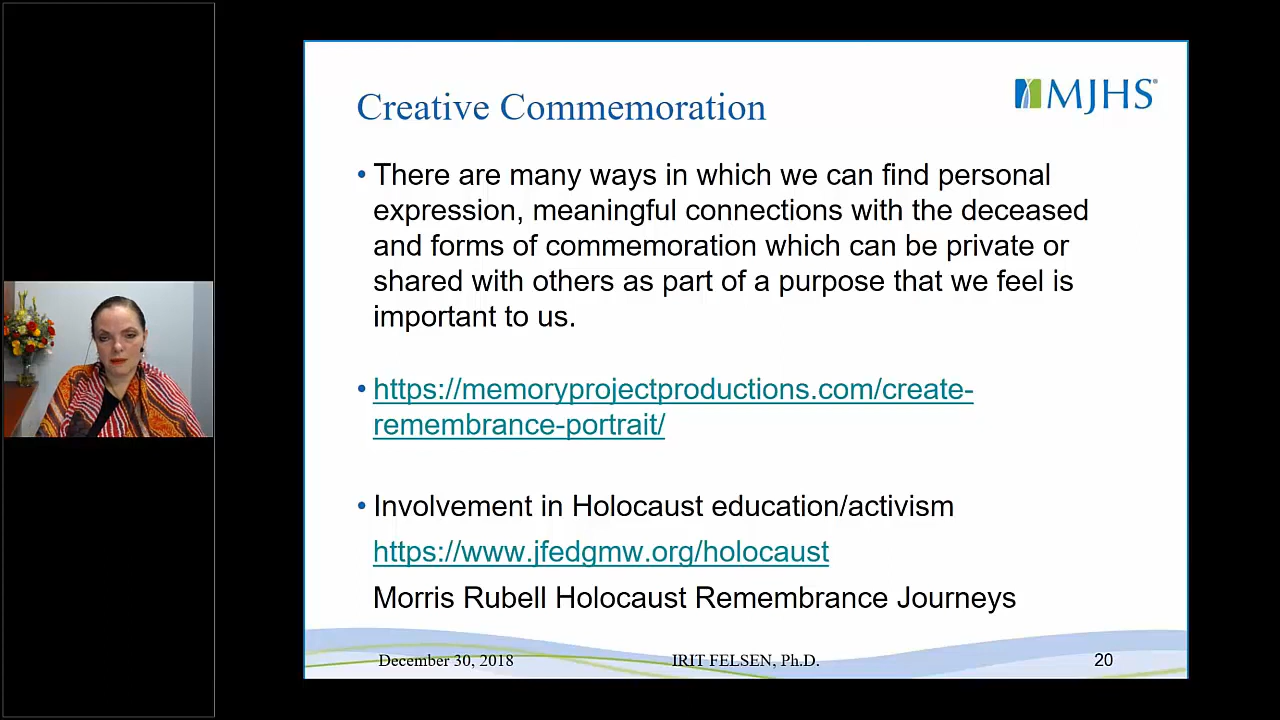 MJHS
Creative Commemoration
• There are many ways in which we can find personal
expression, meaningful connections with the deceased
and forms of commemoration which can be private or
shared with others as part of a purpose that we feel is
important to us.
• https://memoryprojectproductions.com/create-
remembrance-portrait/
• Involvement in Holocaust education/activism
https://www.jfedgmw.org/holocaust
Morris Rubell Holocaust Remembrance Journeys
December 30, 2018 IRIT FELSEN, Ph.D. 20